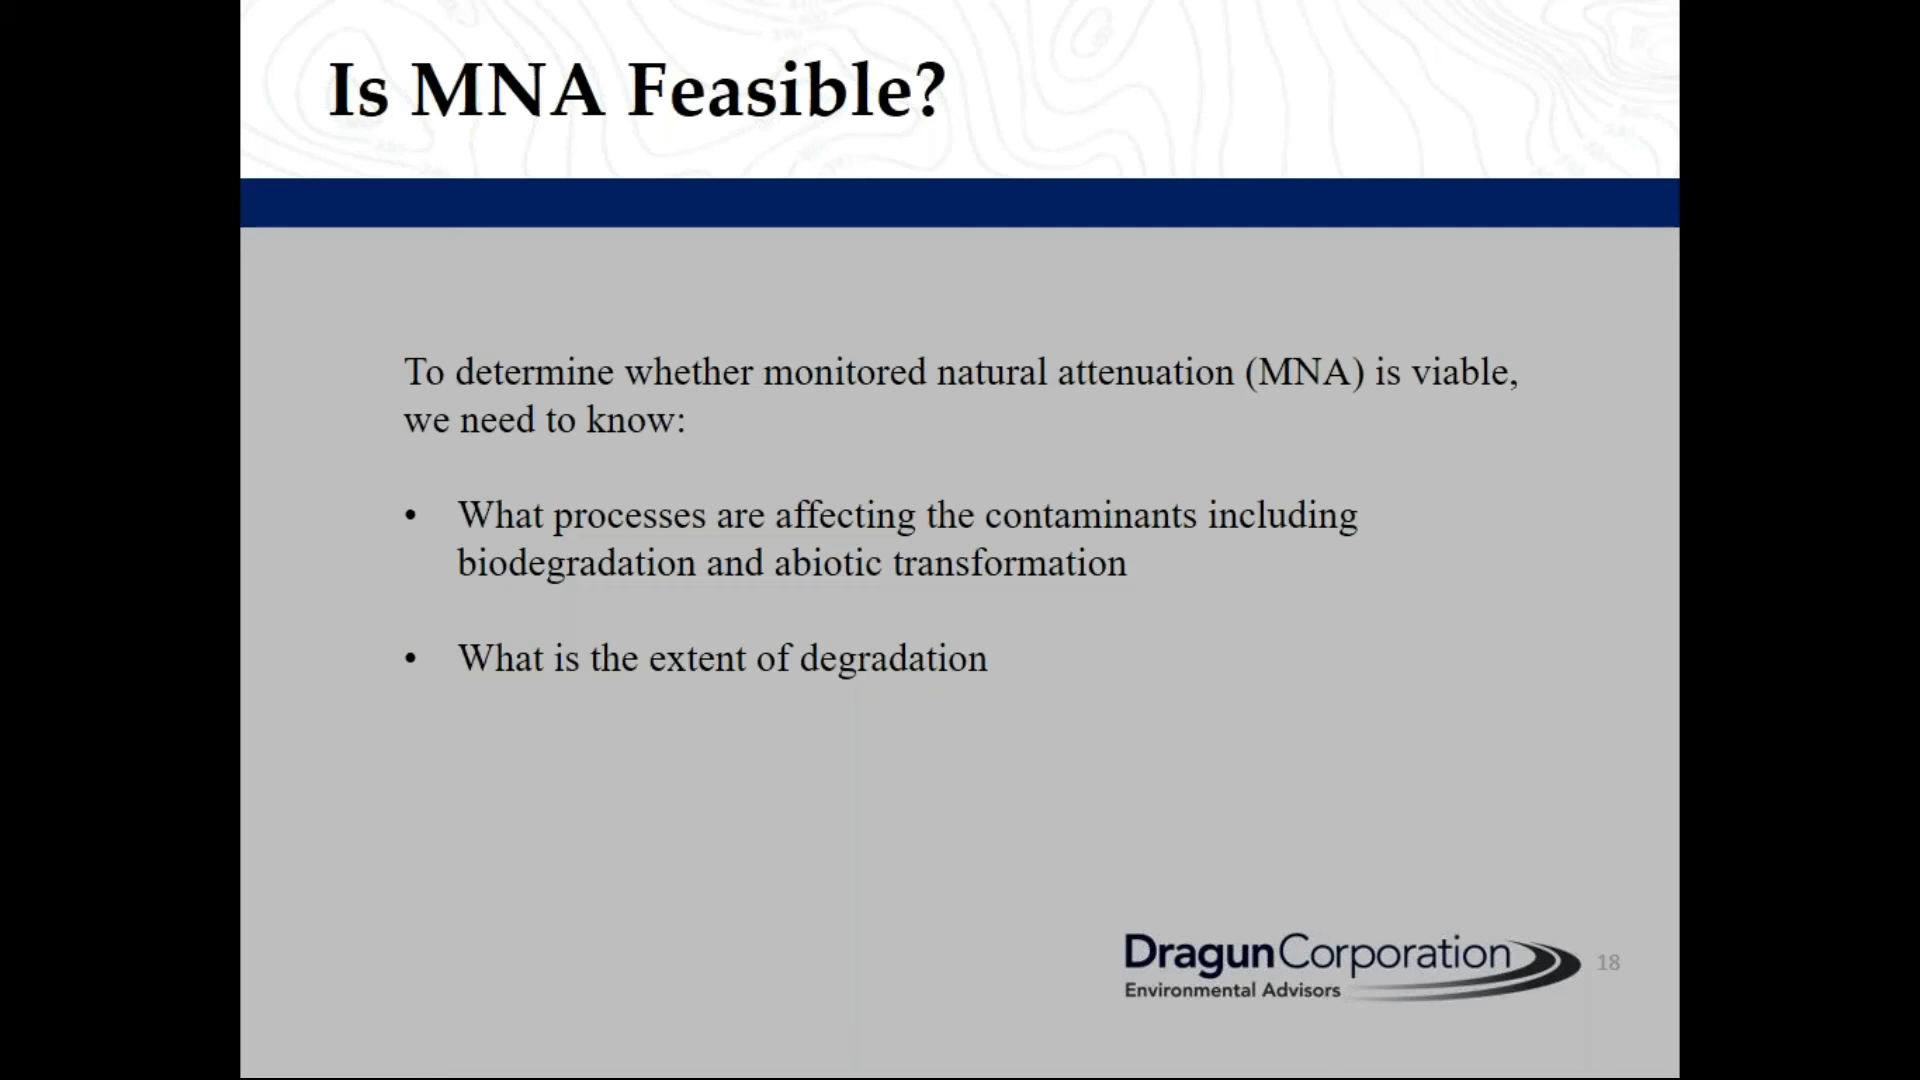 Is MNA Feasible?
To determine whether monitored natural attenuation (MNA) is viable,
we need to know:
• What processes are affecting the contaminants including
biodegradation and abiotic transformation
• What is the extent of degradation
DragunCorporation
Environmental Advisors
18